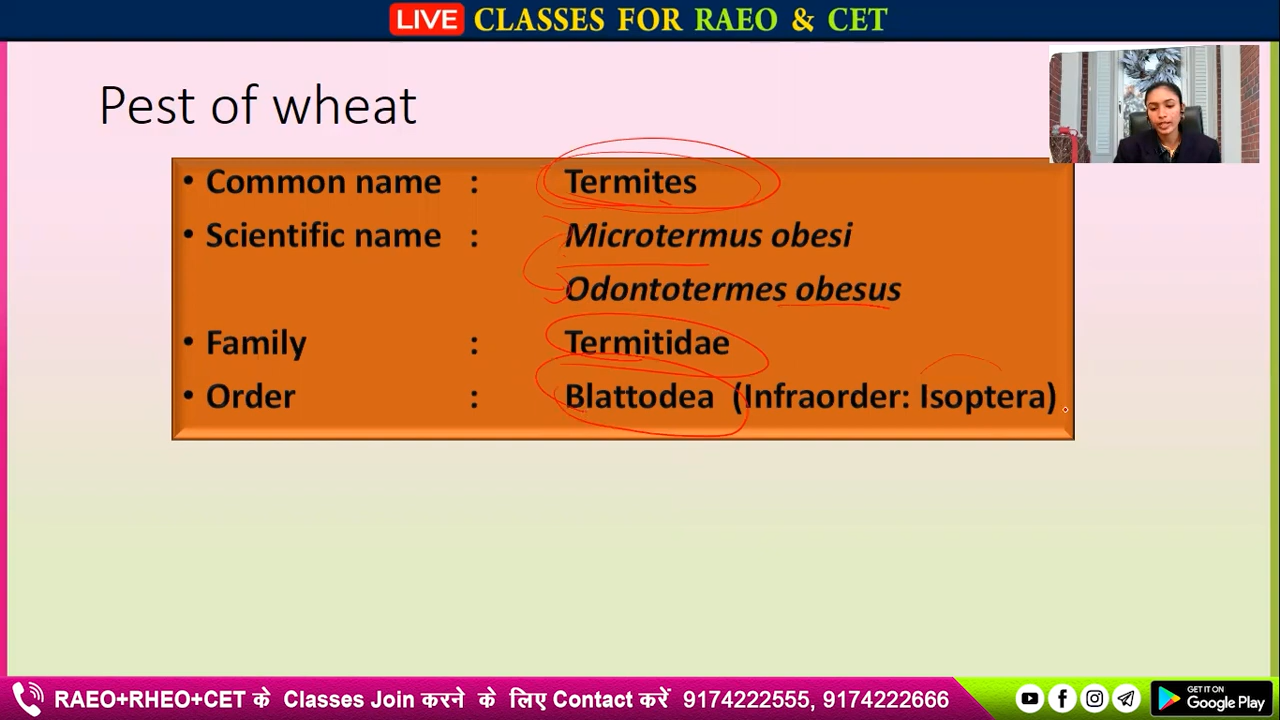 LIVE CLASSES FOR RAEO & CET
Pest of wheat
• Common name : Termites
• Scientific name : Microtermus obesi
Odontotermes obesus
• Family : Termitidae
• Order : Blattodea (Infraorder: Isoptera)
RAEO+RHEO+CET के Classes Join करने के लिए Contact करें 9174222555, 9174222666
GET IT ON
Google Play